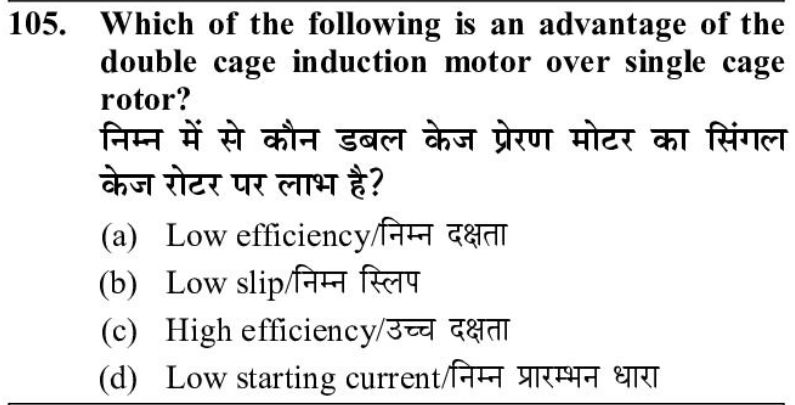 105. Which of the following is an advantage of the
double cage induction motor over single cage
rotor?
निम्न में से कौन डबल केज प्रेरण मोटर का सिंगल
केज रोटर पर लाभ है?
(a) Low efficiency/निम्न दक्षता
(b) Low slip/निम्न स्लिप
(c) High efficiency/उच्च दक्षता
(d) Low starting current/निम्न प्रारम्भन धारा